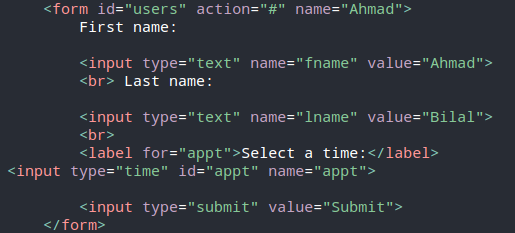 <form id="users" action="#" name="Ahmad">
First name:
<input type="text" name="fname" value="Ahmad">
<br> Last name:
<input type="text" name="lname" value="Bilal">
<br>
<label for="appt">Select a time:</label>
<input type="time" id="appt" name="appt">
<input type="submit" value="Submit">
</form>